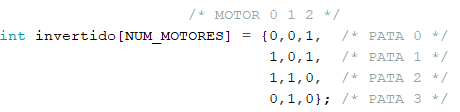 /* MOTOR 0 1 2 */
int invertido[NUM_MOTORES] = {0,0,1, /* PATA 0 */
1,0,1, /* PATA 1 */
1,1,0, /* PATA 2 */
0,1,0}; /* PATA 3 */